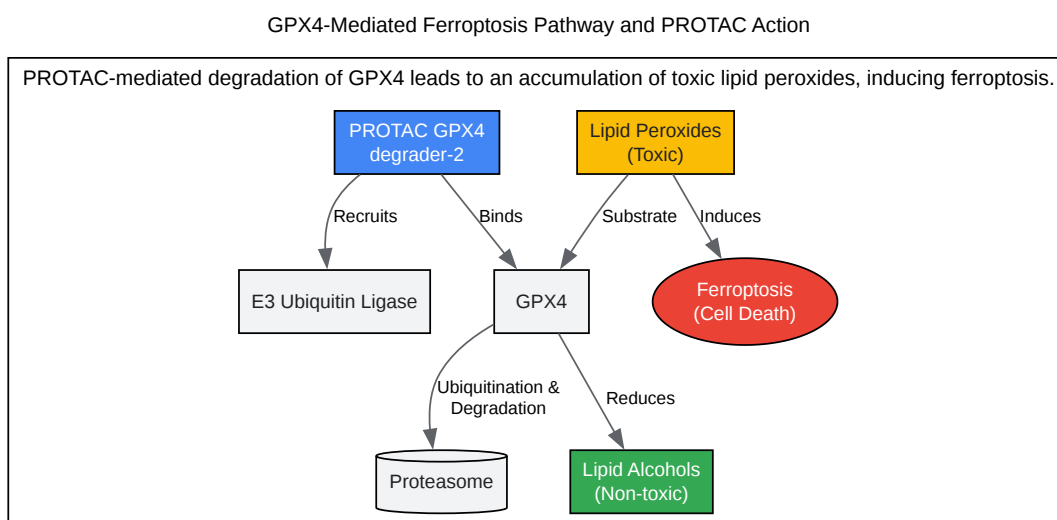 GPX4-Mediated Ferroptosis Pathway and PROTAC Action
PROTAC-mediated degradation of GPX4 leads to an accumulation of toxic lipid peroxides, inducing ferroptosis.
PROTAC GPX4
degrader-2
Lipid Peroxides
(Toxic)
Recruits
Binds
Substrate
Induces
E3 Ubiquitin Ligase
GPX4
Ferroptosis
(Cell Death)
Ubiquitination &
Degradation
Reduces
Proteasome
Lipid Alcohols
(Non-toxic)